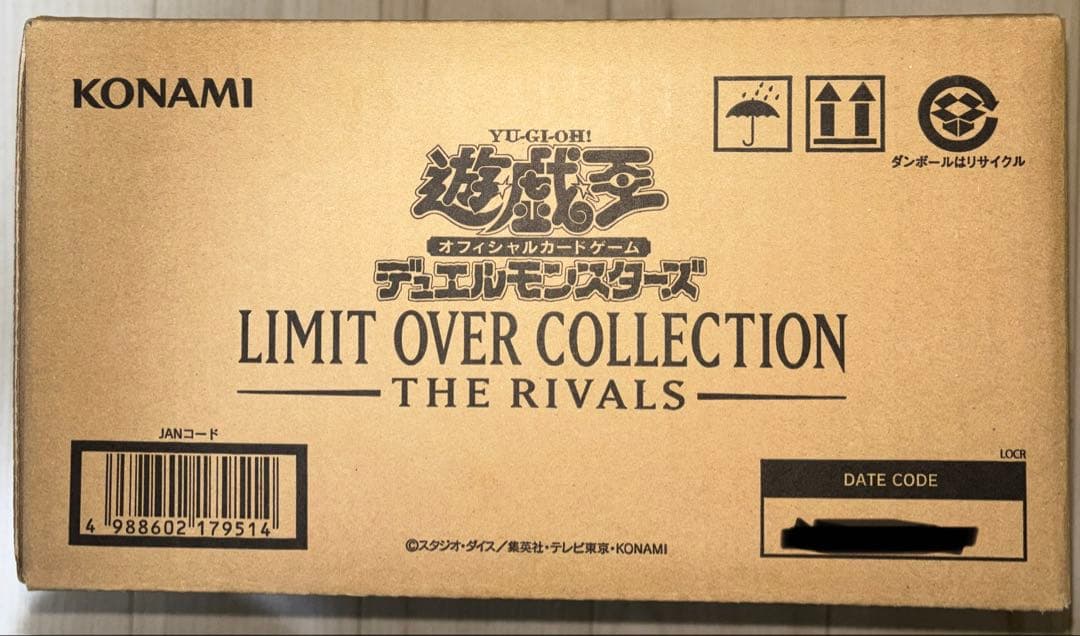 KONAMI
ダンボールはリサイクル
YU-GI-OH!
遊戯王
オフィシャルカードゲーム
デュエルモンスターズ
LIMIT OVER COLLECTION
THE RIVALS
JANコード
4 988602 179514
LOCR
DATE CODE
©スタジオ・ダイス／集英社・テレビ東京・KONAMI